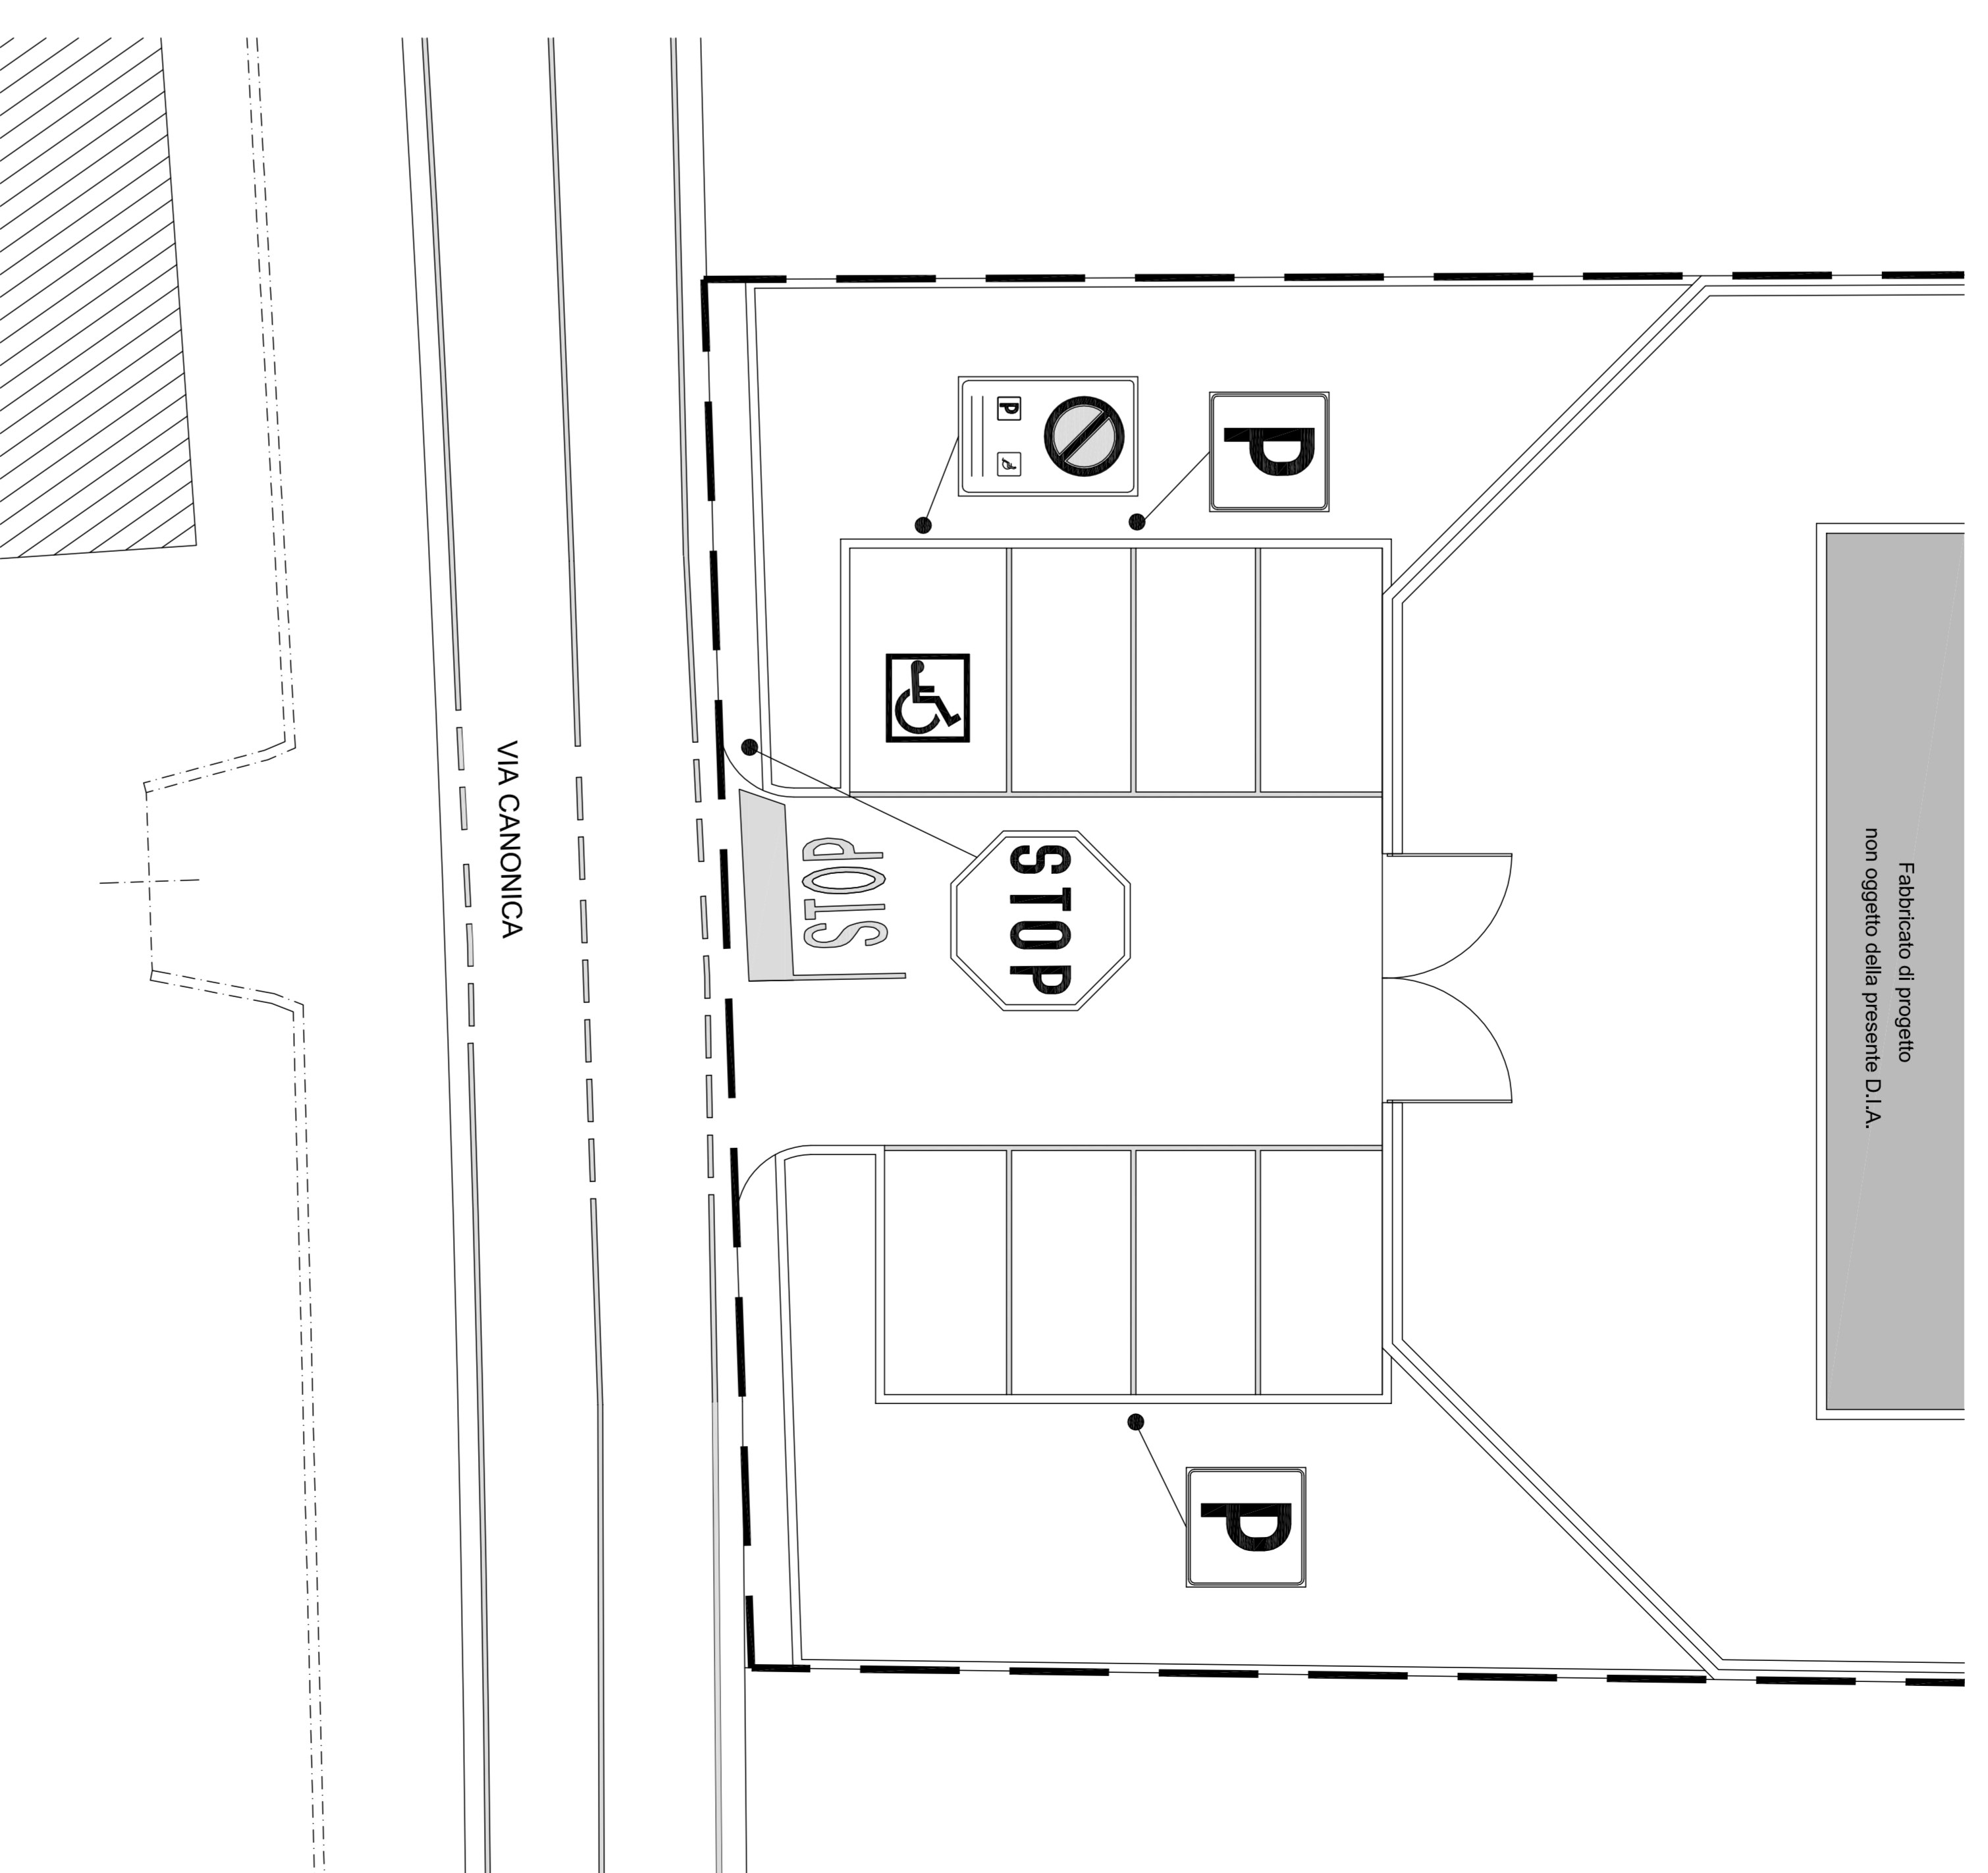 P
P
VIA CANONICA
STOP
STOP
Fabbricato di progetto
non oggetto della presente D.I.A.
P